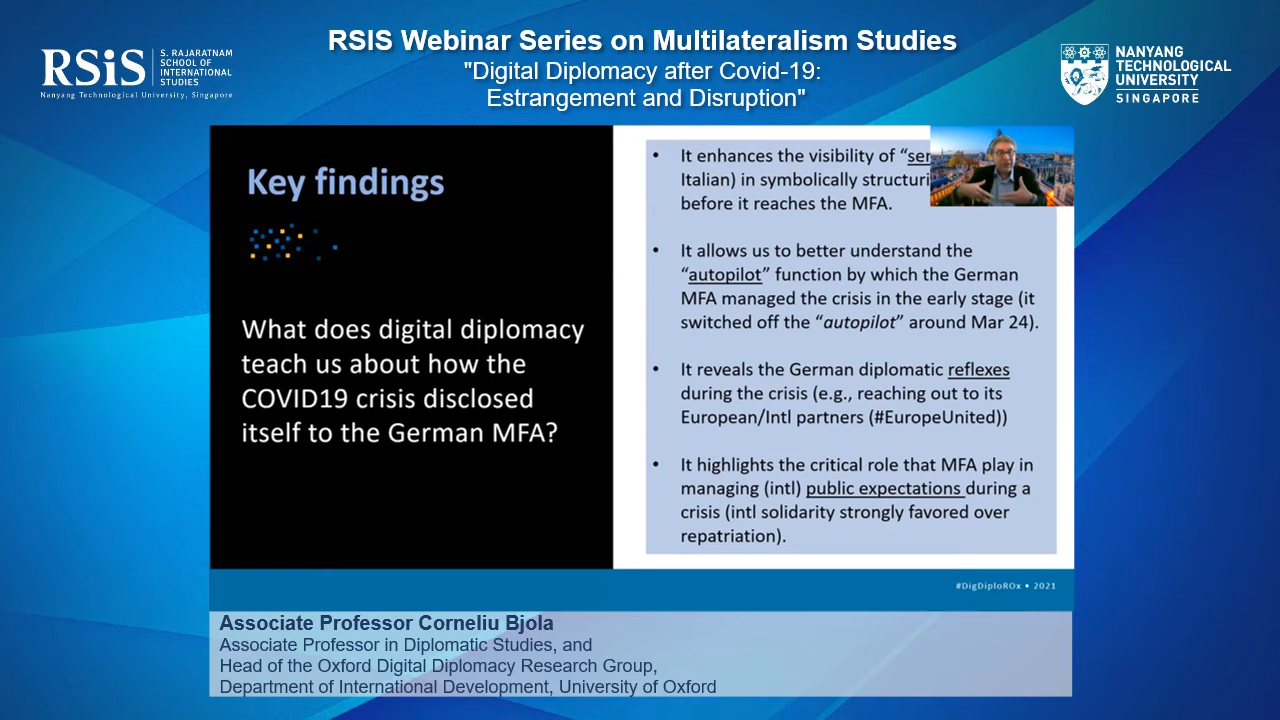 RSIS Webinar Series on Multilateralism Studies
"Digital Diplomacy after Covid-19:
Estrangement and Disruption"
RSiS
S. RAJARATNAM
SCHOOL OF
INTERNATIONAL
STUDIES
Nanyang Technological University, Singapore
NANYANG
TECHNOLOGICAL
UNIVERSITY
SINGAPORE
Key findings
What does digital diplomacy
teach us about how the
COVID19 crisis disclosed
itself to the German MFA?
• It enhances the visibility of “
Italian) in symbolically
before it reaches the MFA.
• It allows us to better understand the
“autopilot” function by which the German
MFA managed the crisis in the early stage (it
switched off the “autopilot” around Mar 24).
• It reveals the German diplomatic reflexes
during the crisis (e.g., reaching out to its
European/Intl partners (#EuropeUnited))
• It highlights the critical role that MFA play in
managing (intl) public expectations during a
crisis (intl solidarity strongly favored over
repatriation).
#DigDiploROx • 2021
Associate Professor Corneliu Bjola
Associate Professor in Diplomatic Studies, and
Head of the Oxford Digital Diplomacy Research Group,
Department of International Development, University of Oxford